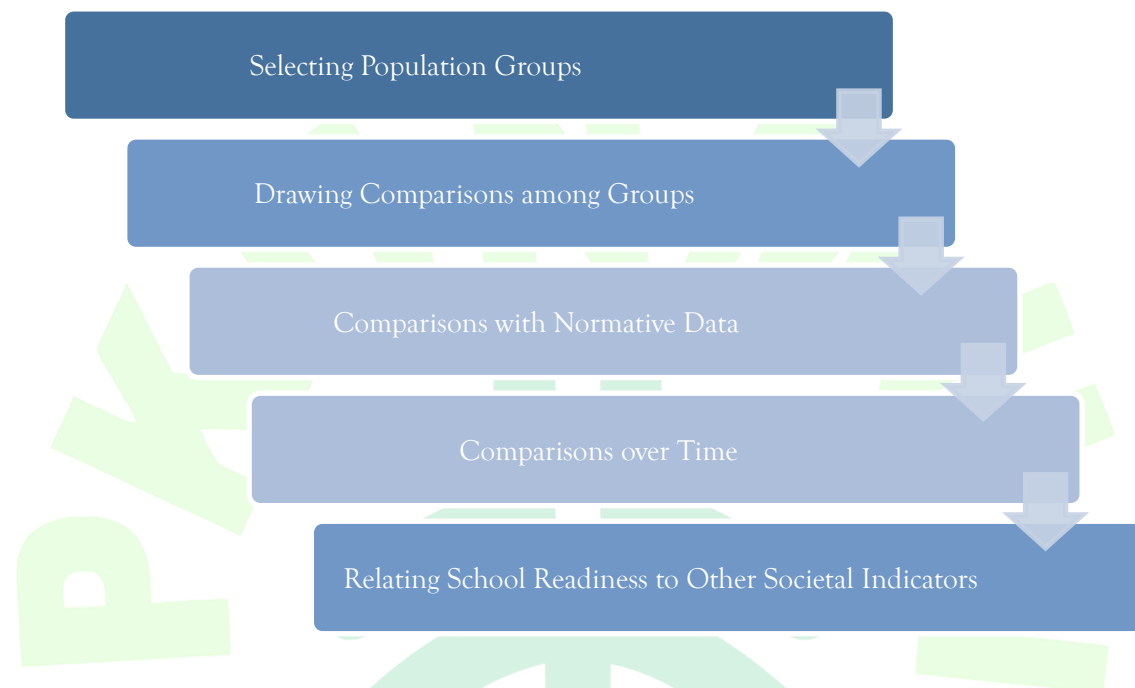 Selecting Population Groups
Drawing Comparisons among Groups
Comparisons with Normative Data
Comparisons over Time
Relating School Readiness to Other Societal Indicators
PK